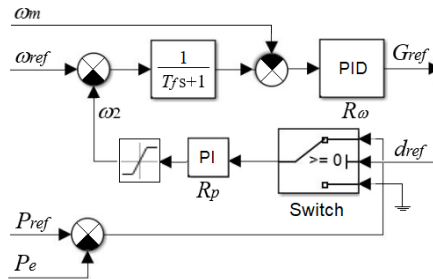 ωm
ωref
1
Tfs+1
PID
Gref
Rω
ω2
PI
Rp
>= 0
dref
Switch
Pref
Pe